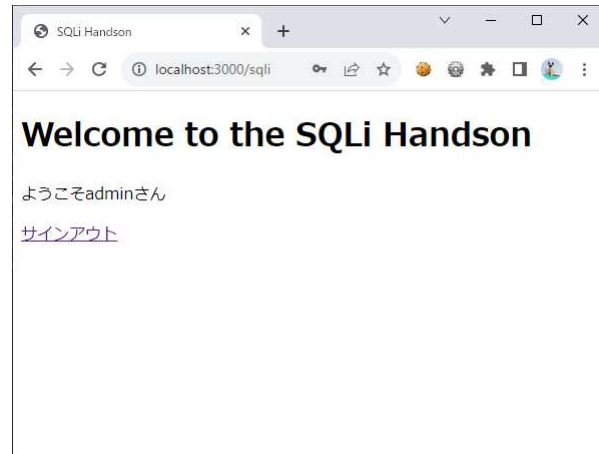 SQLi Handson
localhost:3000/sqli
Welcome to the SQLi Handson
ようこそadminさん
サインアウト